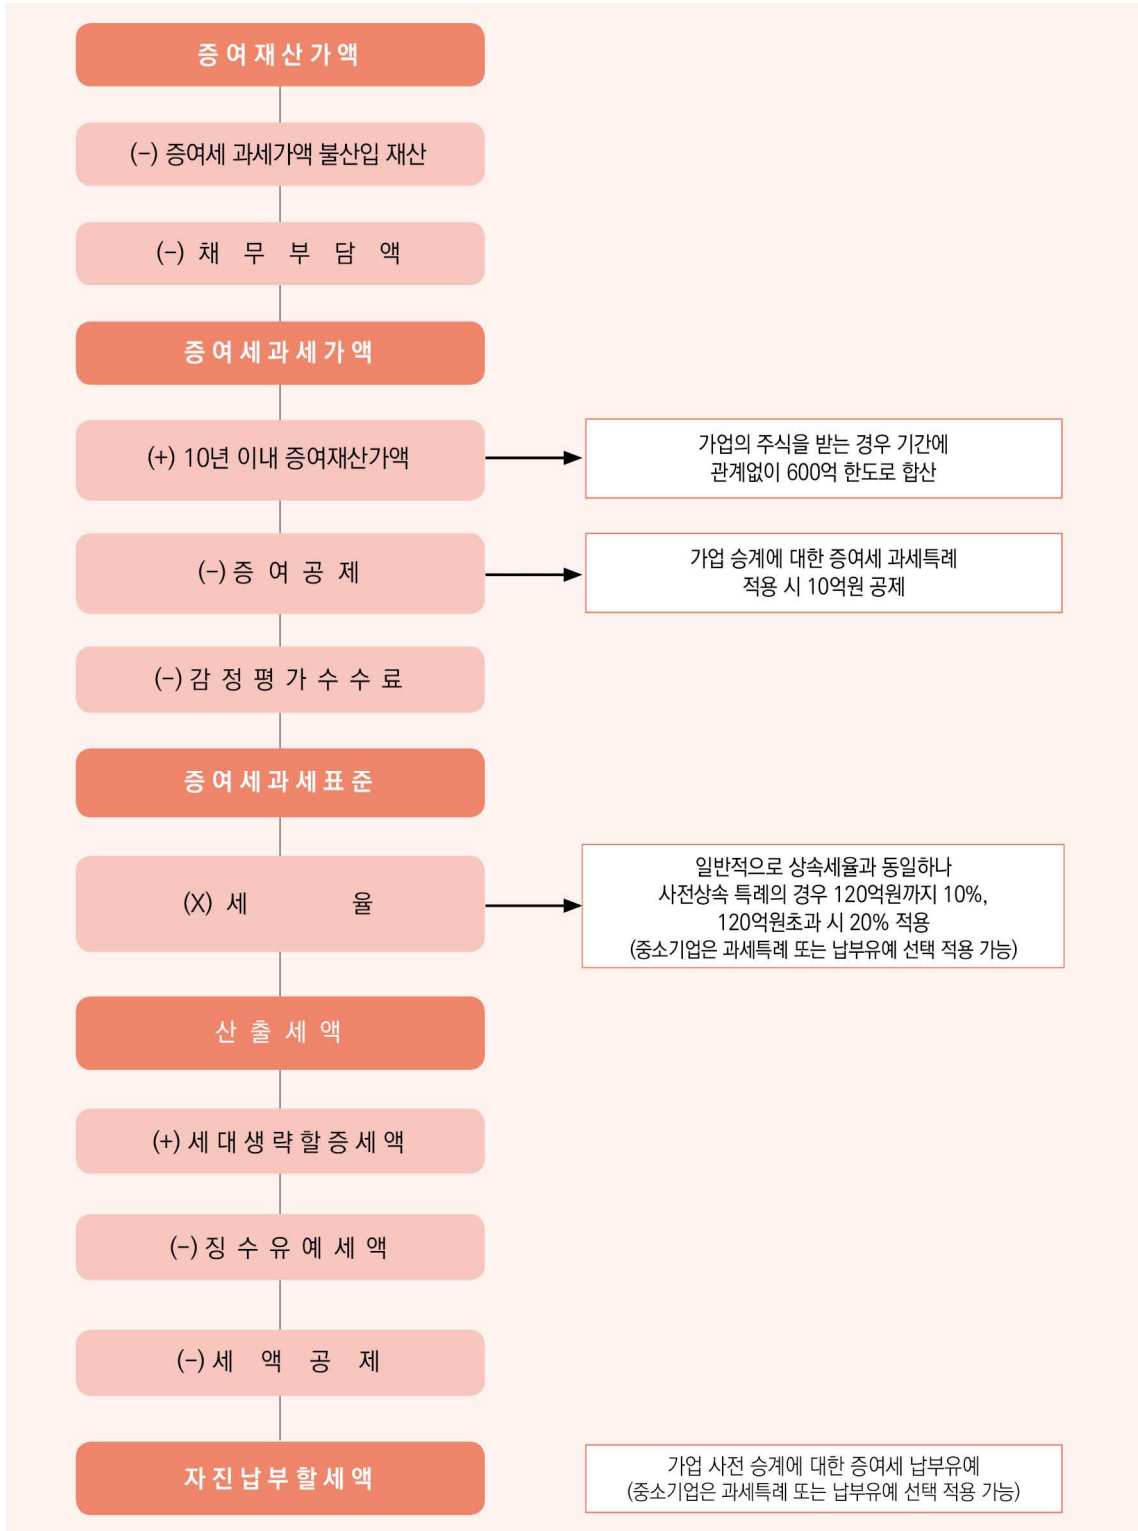 증여재산가액
(-) 증여세 과세가액 불산입 재산
(-) 채 무 부 담 액
증여세과세가액
(+) 10년 이내 증여재산가액
가업의 주식을 받는 경우 기간에
관계없이 600억 한도로 합산
(-) 증 여 공 제
가업 승계에 대한 증여세 과세특례
적용 시 10억원 공제
(-) 감 정 평 가 수 수 료
증여세과세표준
(X) 세 율
일반적으로 상속세율과 동일하나
사전상속 특례의 경우 120억원까지 10%,
120억원초과 시 20% 적용
(중소기업은 과세특례 또는 납부유예 선택 적용 가능)
산 출 세 액
(+) 세 대 생 략 할 증 세 액
(-) 징 수 유 예 세 액
(-) 세 액 공 제
자진납부할세액
가업 사전 승계에 대한 증여세 납부유예
(중소기업은 과세특례 또는 납부유예 선택 적용 가능)